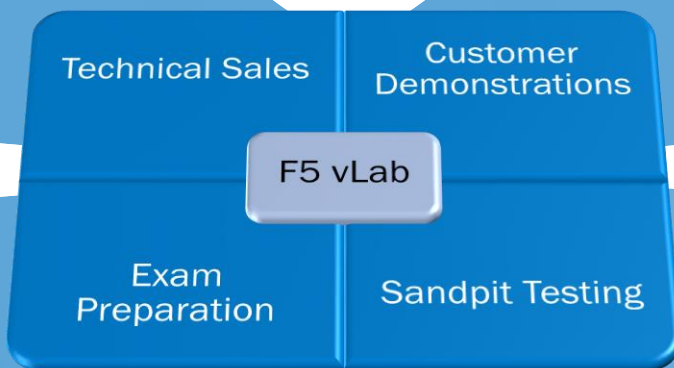 Technical Sales
Customer
Demonstrations
F5 vLab
Exam
Preparation
Sandpit Testing